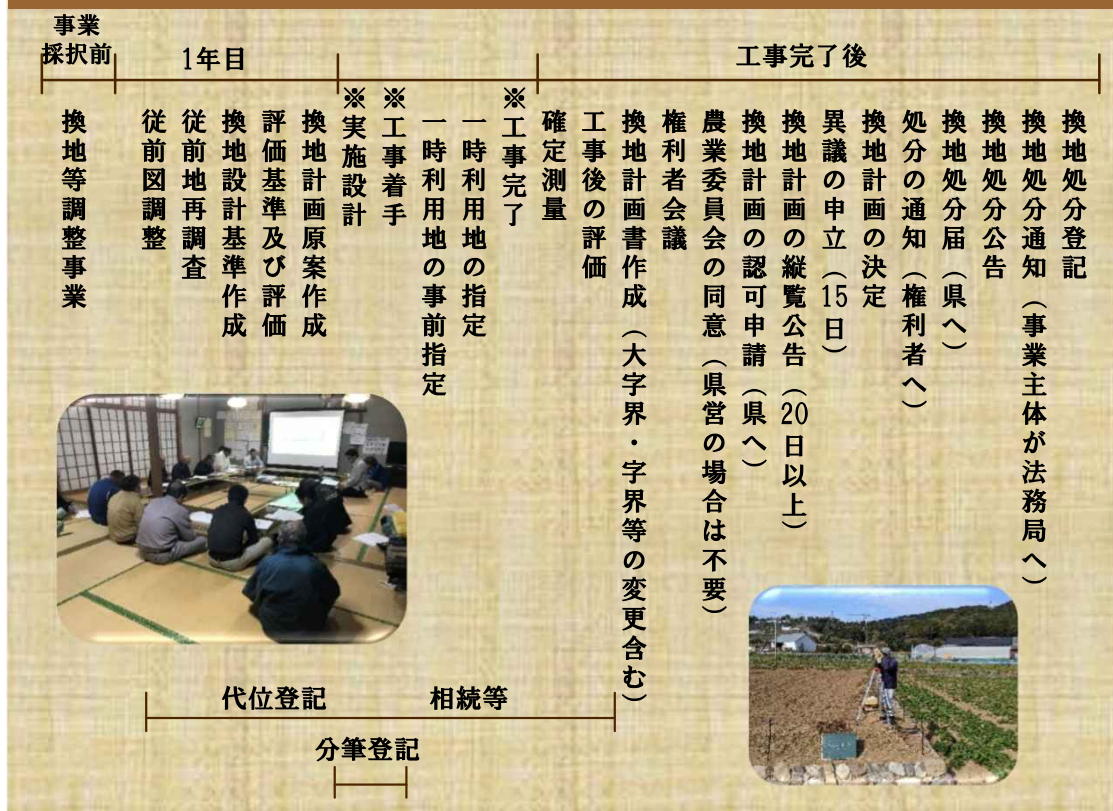 事業
採択前
1年目
工事完了後
換地等調整事業
従前図調整
従前地再調査
換地設計基準作成
評価基準及び評価
換地計画原案作成
※実施設計
※工事着手
一時利用地の事前指定
一時利用地の指定
※工事完了
確定測量
工事後の評価
換地計画書作成（大字界・字界等の変更含む）
権利者会議
農業委員会の同意（県営の場合は不要）
換地計画の認可申請（県へ）
換地計画の縦覧公告（20日以上）
異議の申立（15日）
換地計画の決定
処分の通知（権利者へ）
換地処分届（県へ）
換地処分公告
換地処分通知（事業主体が法務局へ）
換地処分登記
代位登記
相続等
分筆登記